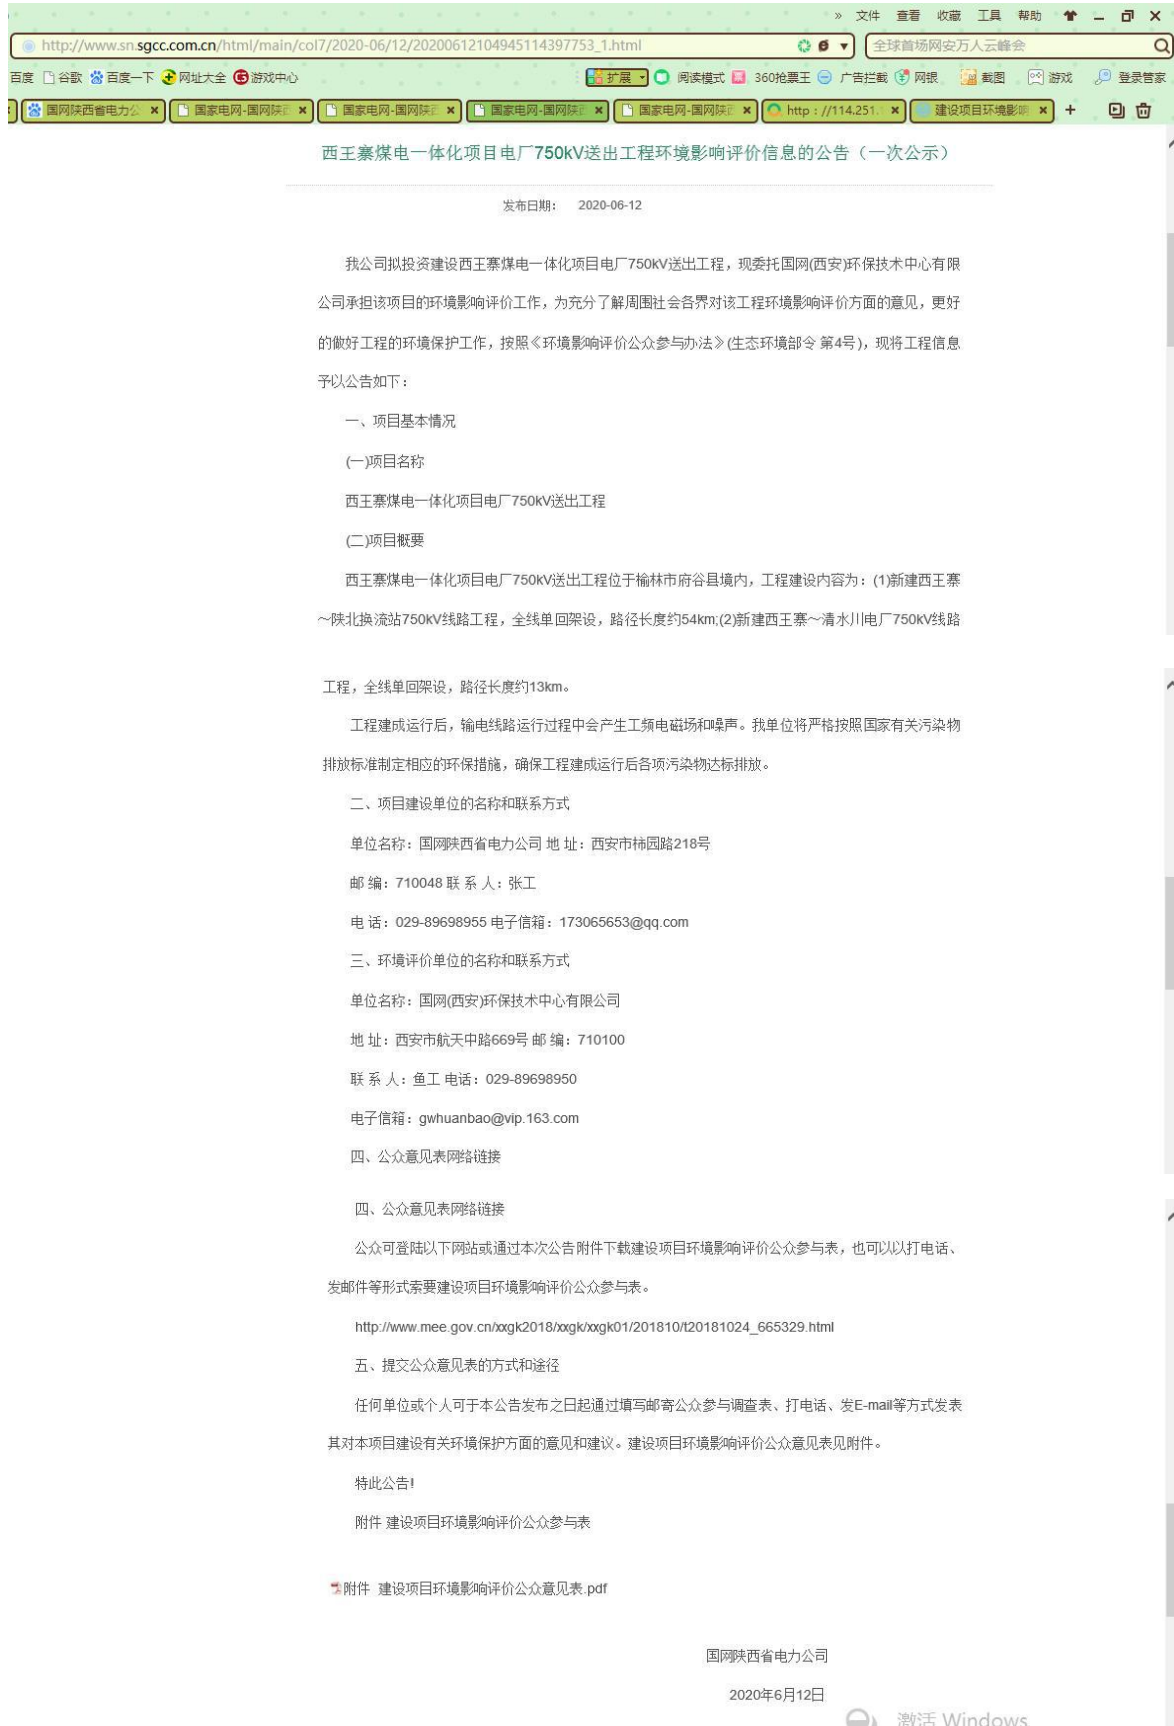 » 文件 查看 收藏 工具 帮助
http://www.sn.sgcc.com.cn/html/main/col7/2020-06/12/20200612104945114397753_1.html 全球首场网安万人云峰会
百度 谷歌 百度一下 网址大全 游戏中心 扩展 阅读模式 360抢票王 广告拦截 网银 截图 游戏 登录管家
国网陕西省电力公 国家电网-国网陕 国家电网-国网陕 国家电网-国网陕 国家电网-国网陕 http://114.251. 建设项目环境影响
西王寨煤电一体化项目电厂750kV送出工程环境影响评价信息的公告（一次公示）
发布日期： 2020-06-12
我公司拟投资建设西王寨煤电一体化项目电厂750kV送出工程，现委托国网(西安)环保技术中心有限
公司承担该项目的环境影响评价工作，为充分了解周围社会各界对该工程环境影响评价方面的意见，更好
的做好工程的环境保护工作，按照《环境影响评价公众参与办法》(生态环境部令 第4号)，现将工程信息
予以公告如下：
一、项目基本情况
(一)项目名称
西王寨煤电一体化项目电厂750kV送出工程
(二)项目概要
西王寨煤电一体化项目电厂750kV送出工程位于榆林市府谷县境内，工程建设内容为：(1)新建西王寨
～陕北换流站750kV线路工程，全线单回架设，路径长度约54km;(2)新建西王寨～清水川电厂750kV线路
工程，全线单回架设，路径长度约13km。
工程建成运行后，输电线路运行过程中会产生工频电磁场和噪声。我单位将严格按照国家有关污染物
排放标准制定相应的环保措施，确保工程建成运行后各项污染物达标排放。
二、项目建设单位的名称和联系方式
单位名称：国网陕西省电力公司 地 址：西安市柿园路218号
邮 编：710048 联 系 人：张工
电 话：029-89698955 电子信箱：173065653@qq.com
三、环境评价单位的名称和联系方式
单位名称：国网(西安)环保技术中心有限公司
地 址：西安市航天中路669号 邮 编：710100
联 系 人：鱼工 电话：029-89698950
电子信箱：gwhuanbao@vip.163.com
四、公众意见表网络链接
四、公众意见表网络链接
公众可登陆以下网站或通过本次公告附件下载建设项目环境影响评价公众参与表，也可以以打电话、
发邮件等形式索要建设项目环境影响评价公众参与表。
http://www.mee.gov.cn/xxgk2018/xxgk/xxgk01/201810/t20181024_665329.html
五、提交公众意见表的方式和途径
任何单位或个人可于本公告发布之日起通过填写邮寄公众参与调查表、打电话、发E-mail等方式发表
其对本项目建设有关环境保护方面的意见和建议。建设项目环境影响评价公众意见表见附件。
特此公告!
附件 建设项目环境影响评价公众参与表
附件 建设项目环境影响评价公众意见表.pdf
国网陕西省电力公司
2020年6月12日
激活 Windows